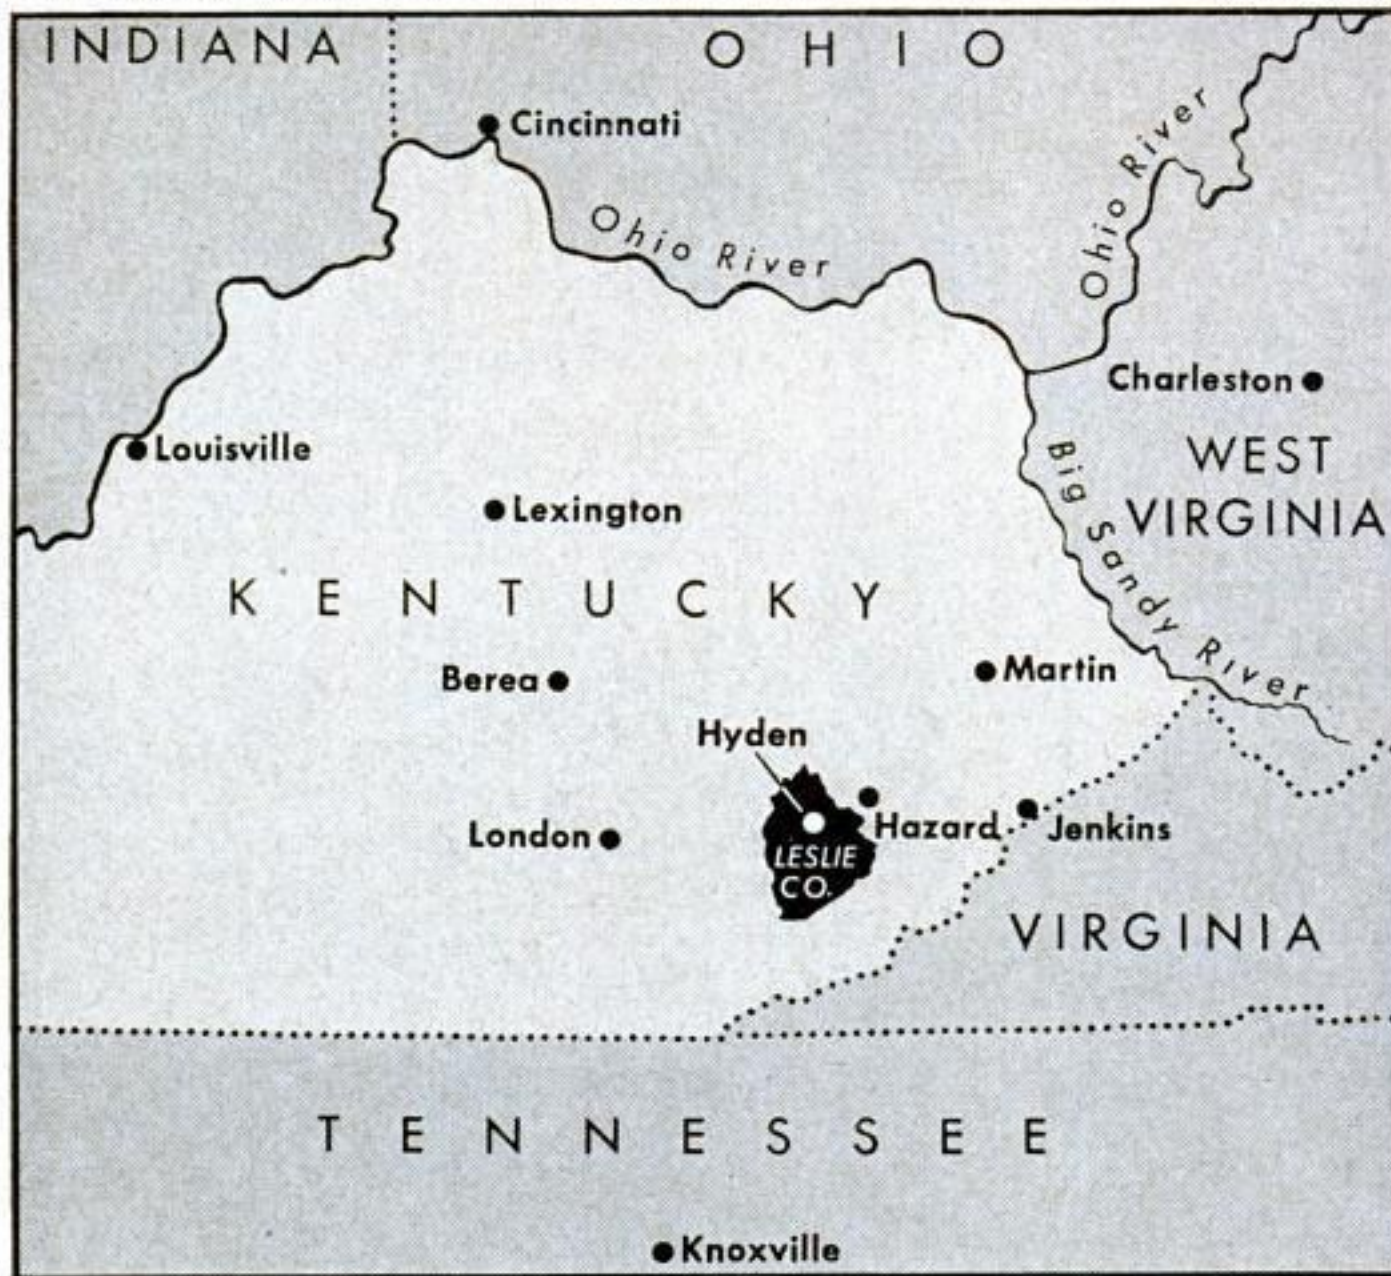 INDIANA
OHIO
Cincinnati
Ohio River
Ohio River
Charleston
Louisville
WEST
VIRGINIA
Big Sandy River
Lexington
KENTUCKY
Berea
Martin
Hyden
London
Hazard
Jenkins
LESLIE
CO.
VIRGINIA
TENNESSEE
Knoxville